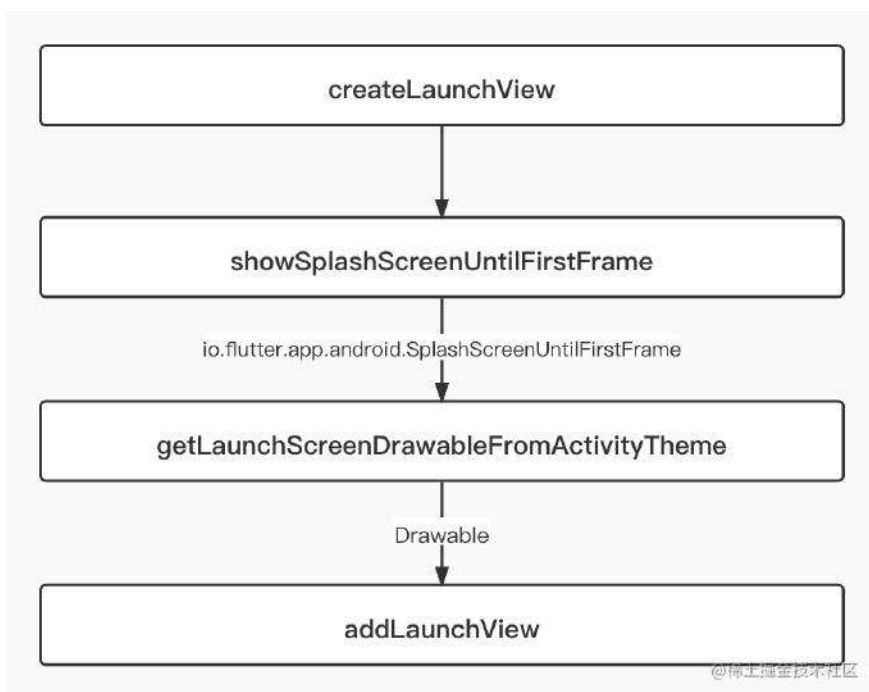 createLaunchView
showSplashScreenUntilFirstFrame
io.flutter.app.android.SplashScreenUntilFirstFrame
getLaunchScreenDrawableFromActivityTheme
Drawable
addLaunchView
@稀土掘金技术社区